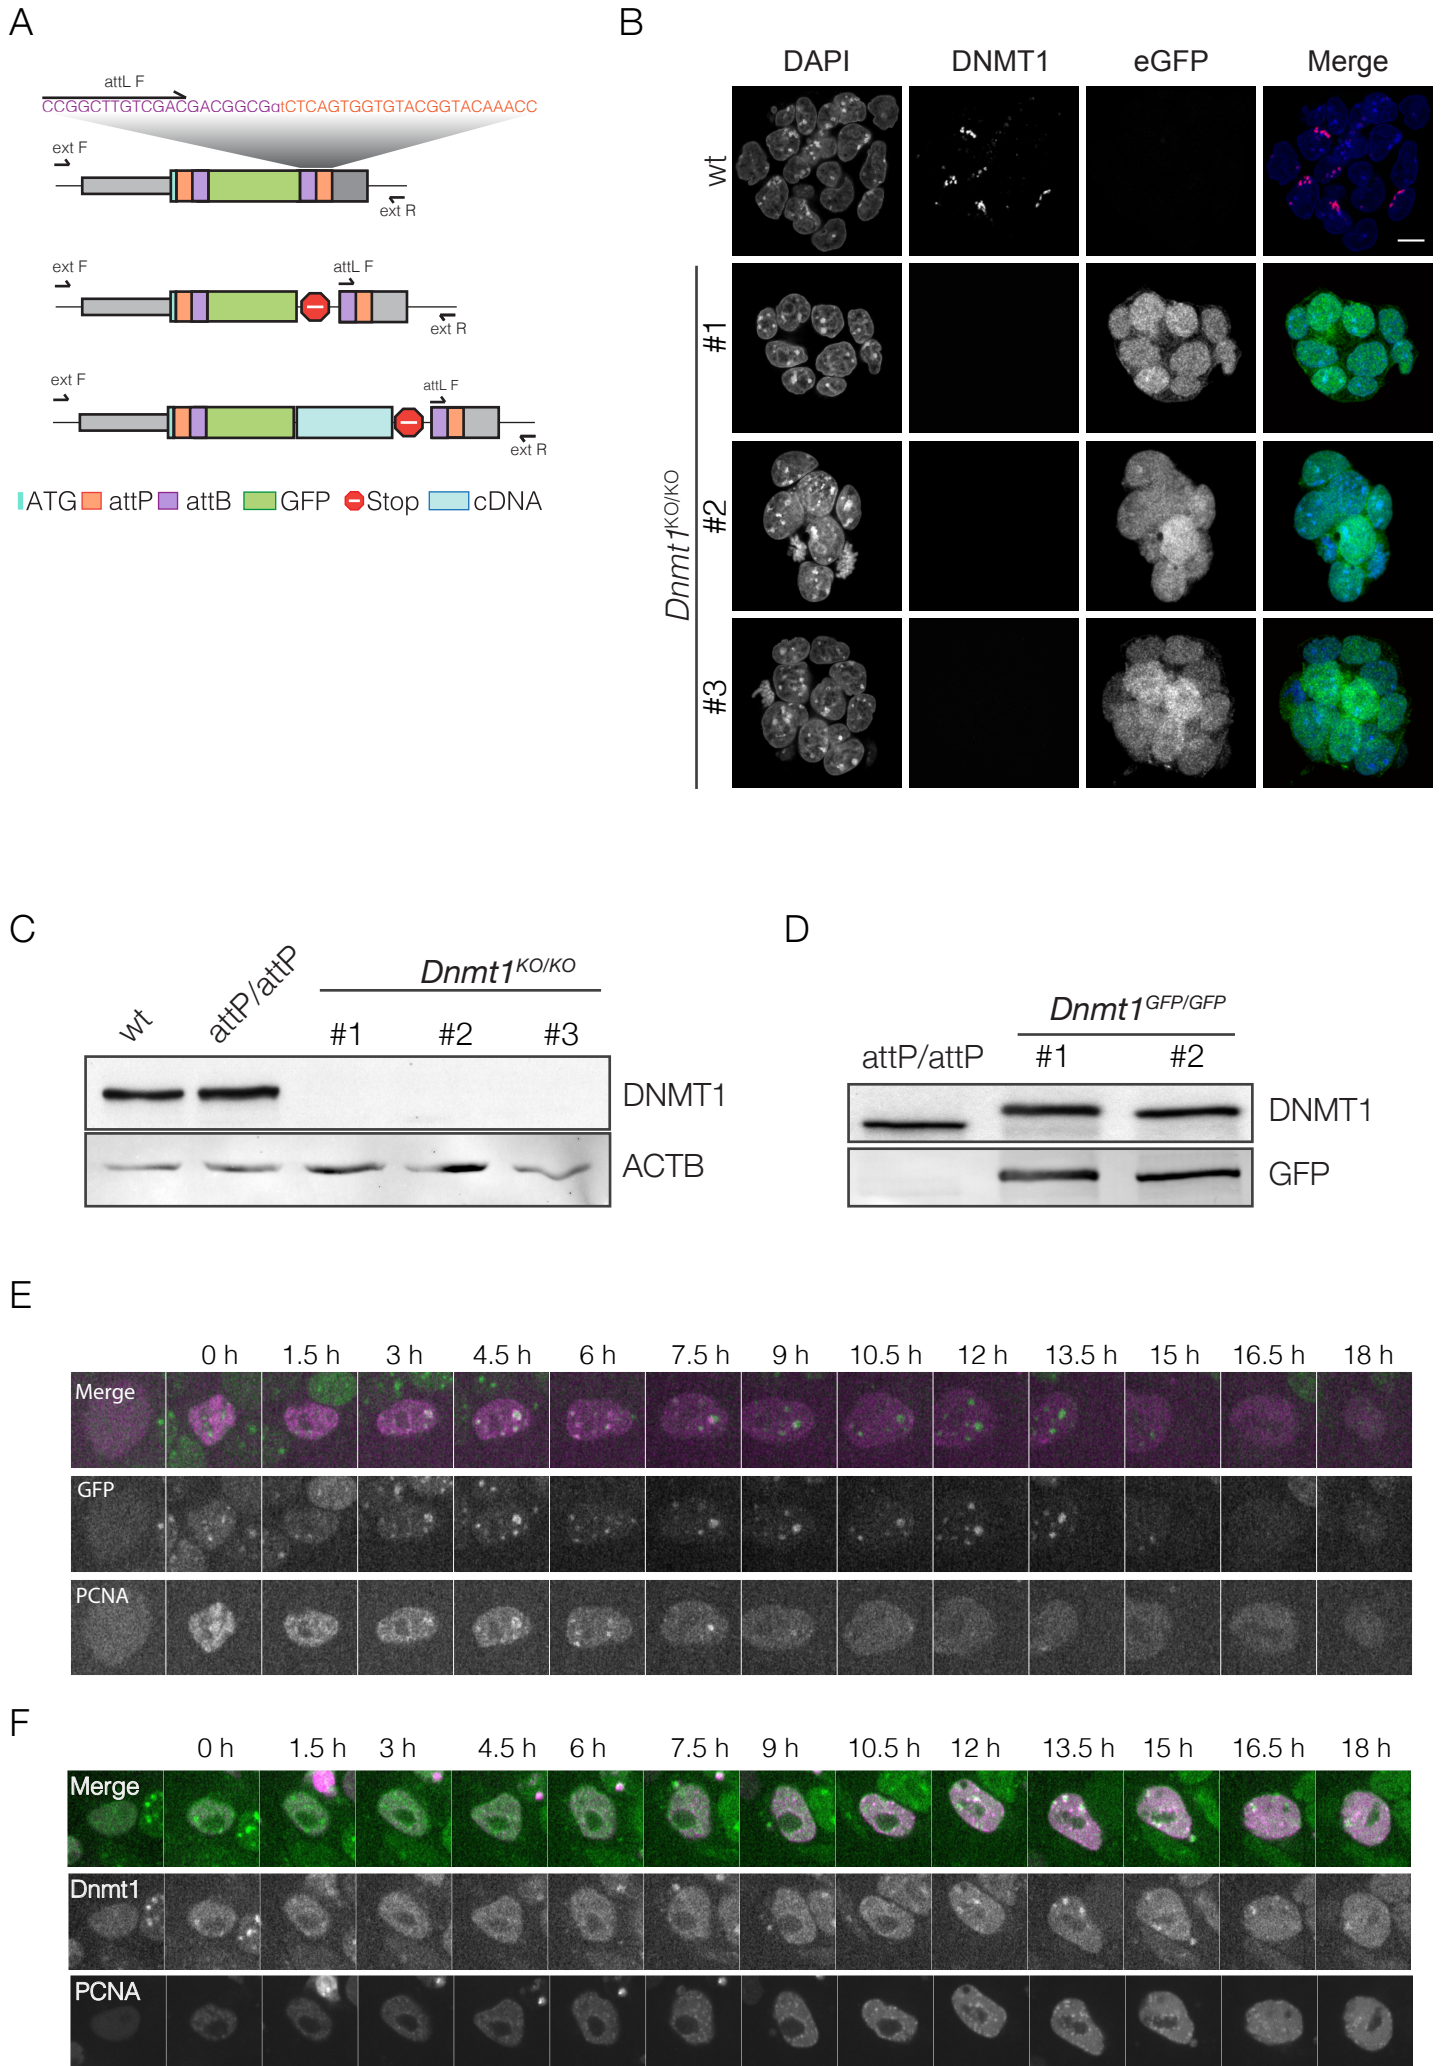 A
attL F
CCGGCTTGTCGACGACGGCGatCTCAGTGGTGTACGGTACAAACC
ext F
ext R
ext F
attL F
ext R
ext F
attL F
ext R
ATG attP attB GFP Stop cDNA
B
DAPI DNMT1 eGFP Merge
wt
#1
#2
#3
Dnmt1KO/KO
C
wt attP/attP Dnmt1KO/KO
#1 #2 #3
DNMT1
ACTB
D
Dnmt1GFP/GFP
attP/attP #1 #2
DNMT1
GFP
E
0 h 1.5 h 3 h 4.5 h 6 h 7.5 h 9 h 10.5 h 12 h 13.5 h 15 h 16.5 h 18 h
Merge
GFP
PCNA
F
0 h 1.5 h 3 h 4.5 h 6 h 7.5 h 9 h 10.5 h 12 h 13.5 h 15 h 16.5 h 18 h
Merge
Dnmt1
PCNA